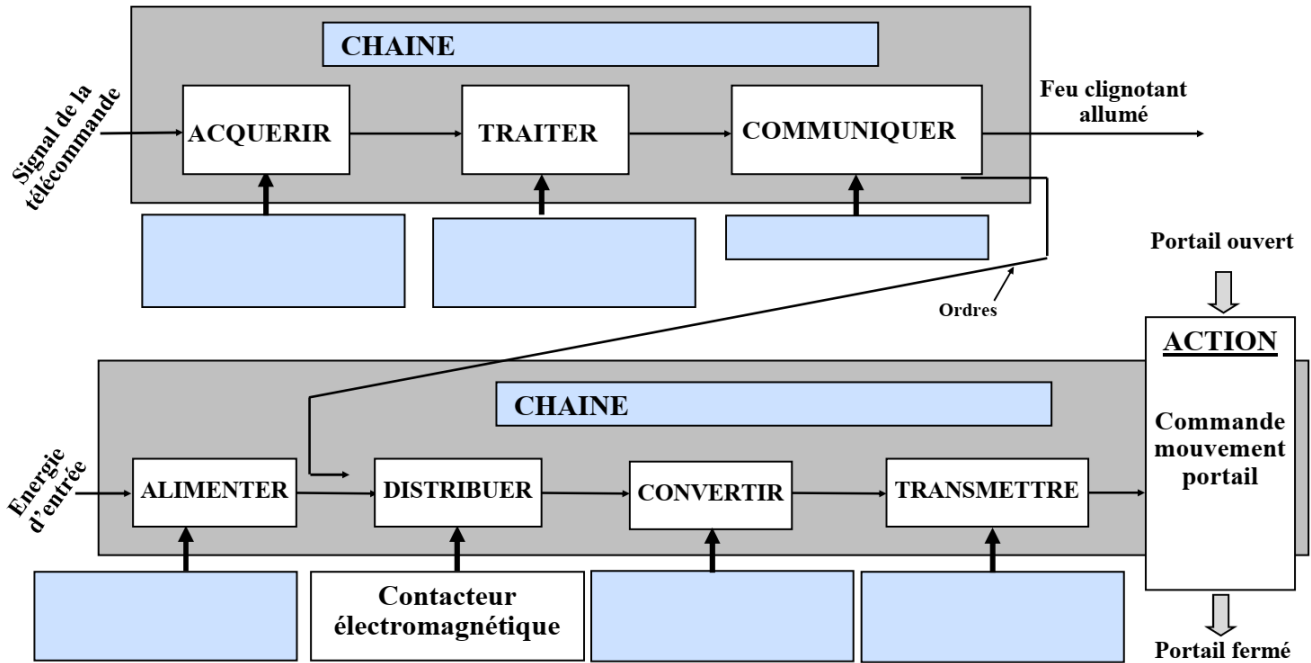 CHAINE
Signal de la
télécommande
ACQUERIR
TRAITER
COMMUNIQUER
Feu clignotant
allumé
Ordres
Portail ouvert
ACTION
Commande
mouvement
portail
CHAINE
Energie
d’entrée
ALIMENTER
DISTRIBUER
CONVERTIR
TRANSMETTRE
Contacteur
électromagnétique
Portail fermé